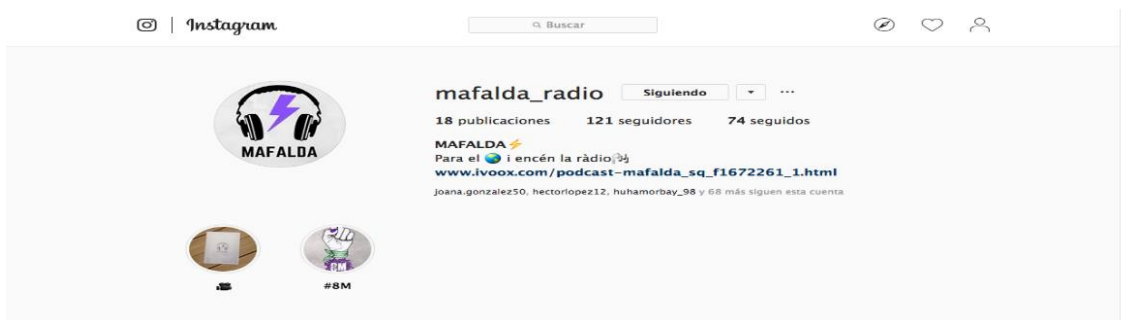 Instagram
Buscar
mafalda_radio Siguiendo ...
18 publicaciones 121 seguidores 74 seguidos
MAFALDA⚡
Para el 🌏 i encén la ràdio🎧
www.ivoox.com/podcast-mafalda_sq_f1672261_1.html
joana.gonzalez50, hectorlopez12, huhamorbay_98 y 68 más siguen esta cuenta
MAFALDA
GM
#8M